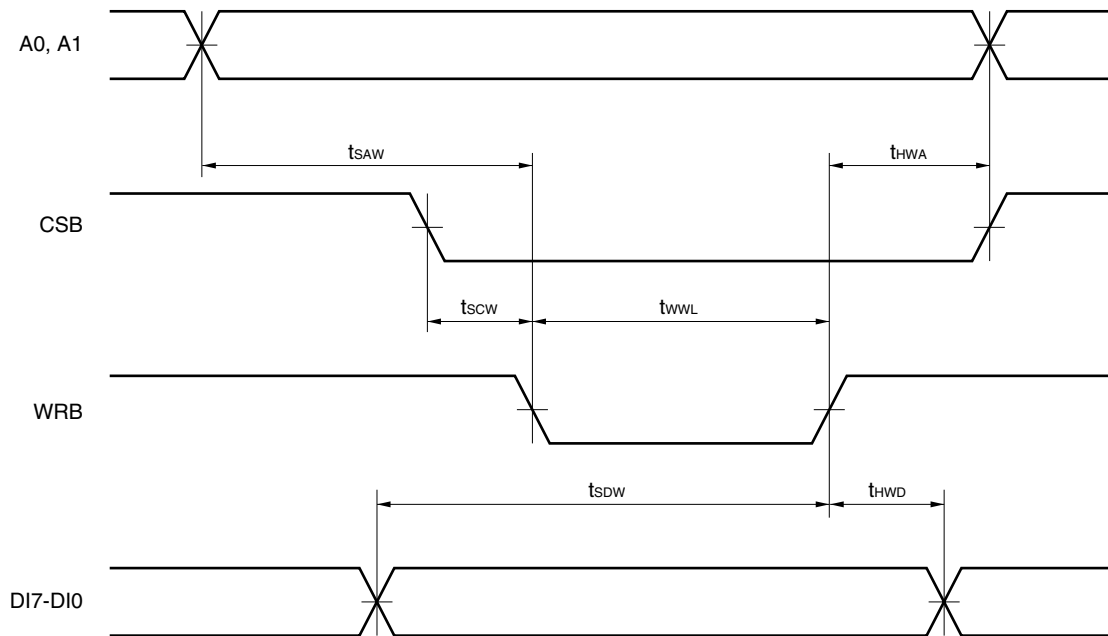 A0, A1
tSAW
tHWA
CSB
tSCW
tWWL
WRB
tSDW
tHWD
DI7-DI0